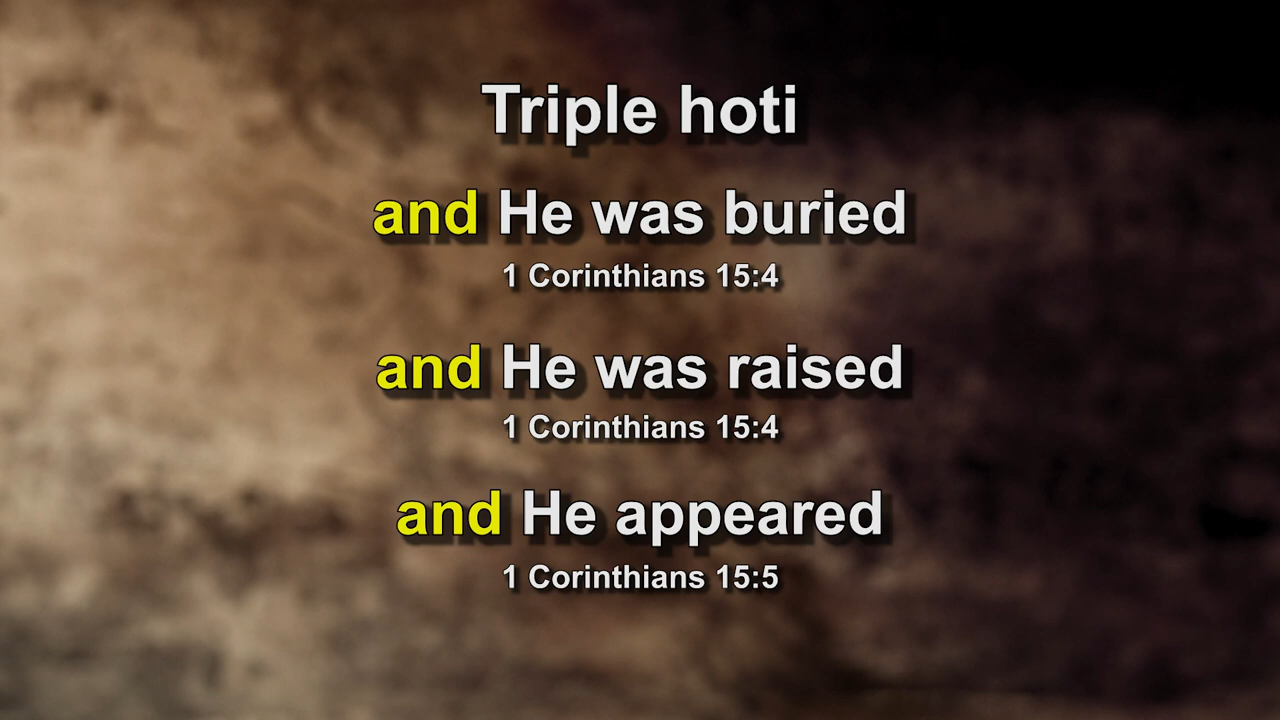 Triple hoti
and He was buried
1 Corinthians 15:4
and He was raised
1 Corinthians 15:4
and He appeared
1 Corinthians 15:5